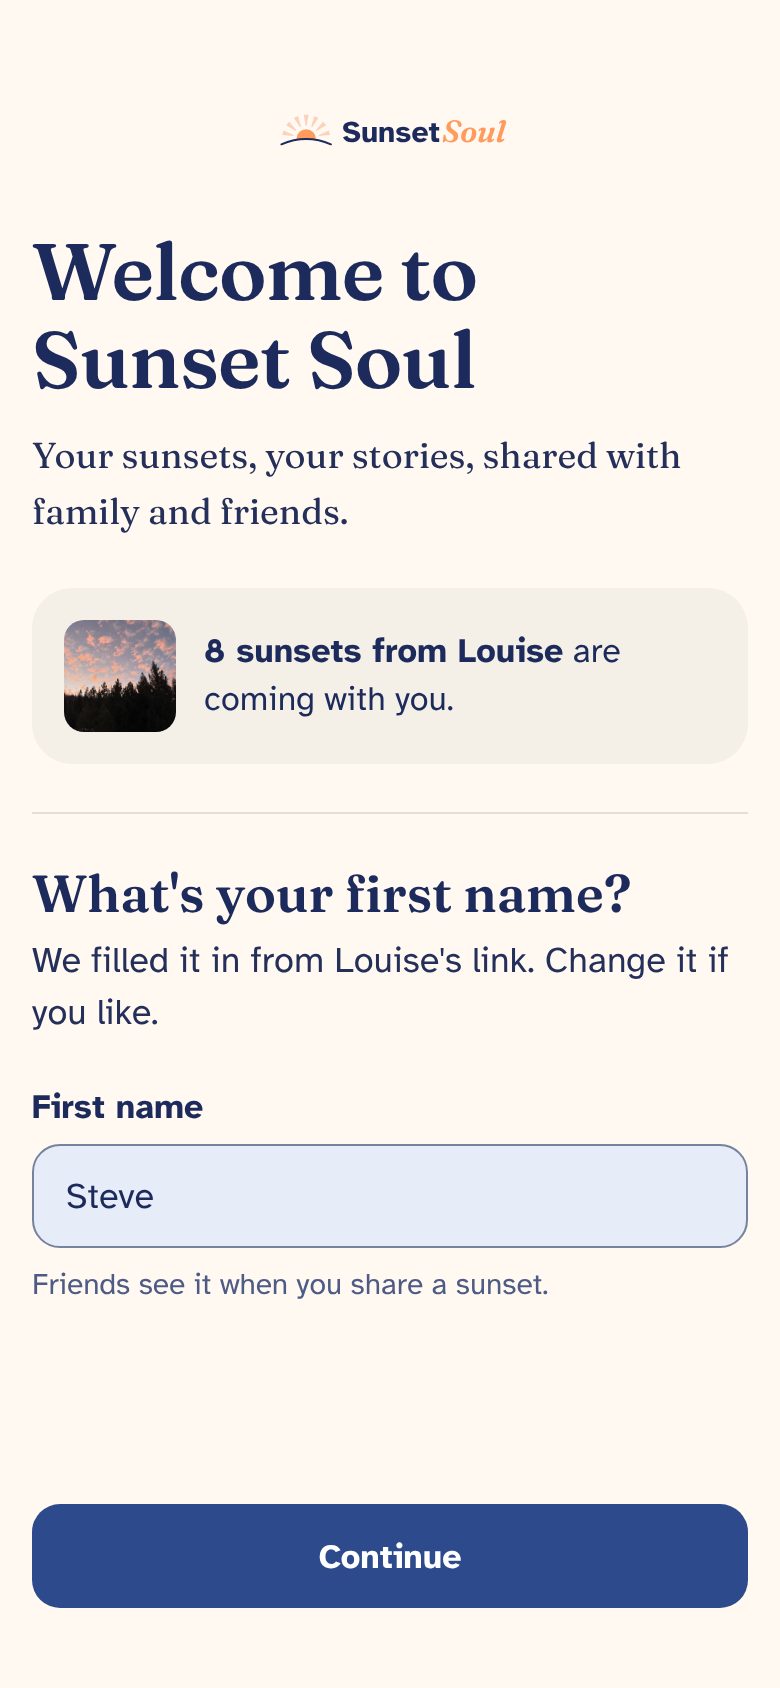 SunsetSoul
Welcome to
Sunset Soul
Your sunsets, your stories, shared with
family and friends.
8 sunsets from Louise are
coming with you.
What's your first name?
We filled it in from Louise's link. Change it if
you like.
First name
Steve
Friends see it when you share a sunset.
Continue